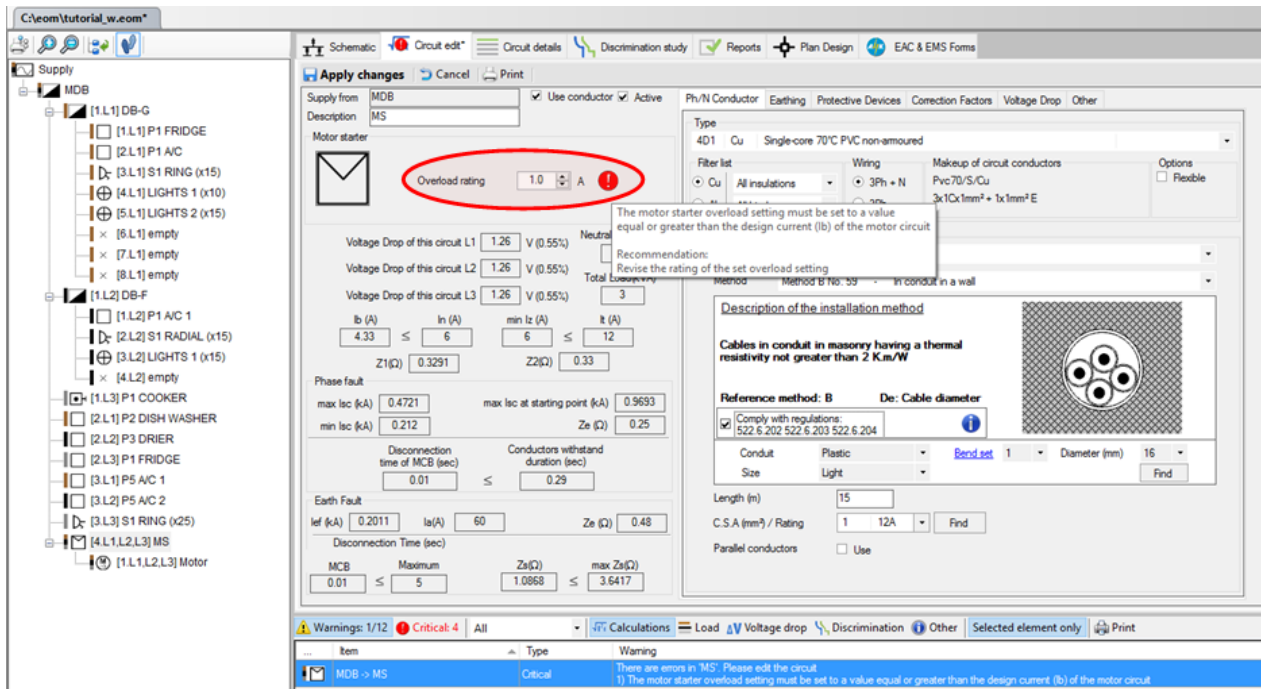 C:\eom\tutorial_w.eom*
Schematic Circuit edit* Circuit details Discrimination study Reports Plan Design EAC & EMS Forms
Supply
MDB
[1.L1] DB-G
[1.L1] P1 FRIDGE
[2.L1] P1 A/C
[3.L1] S1 RING (x15)
[4.L1] LIGHTS 1 (x10)
[5.L1] LIGHTS 2 (x15)
[6.L1] empty
[7.L1] empty
[8.L1] empty
[1.L2] DB-F
[1.L2] P1 A/C 1
[2.L2] S1 RADIAL (x15)
[3.L2] LIGHTS 1 (x15)
[4.L2] empty
[1.L3] P1 COOKER
[2.L1] P2 DISH WASHER
[2.L2] P3 DRIER
[2.L3] P1 FRIDGE
[3.L1] P5 A/C 1
[3.L2] P5 A/C 2
[3.L3] S1 RING (x25)
[4.L1,L2,L3] MS
[1.L1,L2,L3] Motor
Apply changes Cancel Print
Supply from MDB Use conductor Active
Description MS
Motor starter
Overload rating 1.0 A
Voltage Drop of this circuit L1 1.26 V (0.55%) Neutral
Voltage Drop of this circuit L2 1.26 V (0.55%)
Voltage Drop of this circuit L3 1.26 V (0.55%) 3
Ib (A) In (A) min Iz (A) It (A)
4.33 ≤ 6 6 ≤ 12
Z1(Ω) 0.3291 Z2(Ω) 0.33
Phase fault
max Isc (kA) 0.4721 max Isc at starting point (kA) 0.9693
min Isc (kA) 0.212 Ze (Ω) 0.25
Disconnection Conductors withstand
time of MCB (sec) duration (sec)
0.01 ≤ 0.29
Earth Fault
Ief (kA) 0.2011 Ia(A) 60 Ze (Ω) 0.48
Disconnection Time (sec)
MCB Maximum Zs(Ω) max Zs(Ω)
0.01 ≤ 5 1.0868 ≤ 3.6417
Ph/N Conductor Earthing Protective Devices Correction Factors Voltage Drop Other
Type
4D1 Cu Single-core 70°C PVC non-armoured
Filter list Wiring Makeup of circuit conductors Options
Cu All insulations 3Ph + N Pvc70/S/Cu Flexible
3x1Cx1mm² + 1x1mm² E
The motor starter overload setting must be set to a value
equal or greater than the design current (Ib) of the motor circuit
Recommendation:
Revise the rating of the set overload setting
Method Method B No. 59 - In conduit in a wall
Description of the installation method
Cables in conduit in masonry having a thermal
resistivity not greater than 2 K.m/W
Reference method: B De: Cable diameter
Comply with regulations:
522.6.202 522.6.203 522.6.204
Conduit Plastic Bend set 1 Diameter (mm) 16
Size Light Find
Length (m) 15
C.S.A (mm²) / Rating 1 12A Find
Parallel conductors Use
Warnings: 1/12 Critical: 4 All Calculations Load Voltage drop Discrimination Other Selected element only Print
... Item Type Warning
MDB -> MS Critical There are errors in "MS". Please edit the circuit
1) The motor starter overload setting must be set to a value equal or greater than the design current (Ib) of the motor circuit